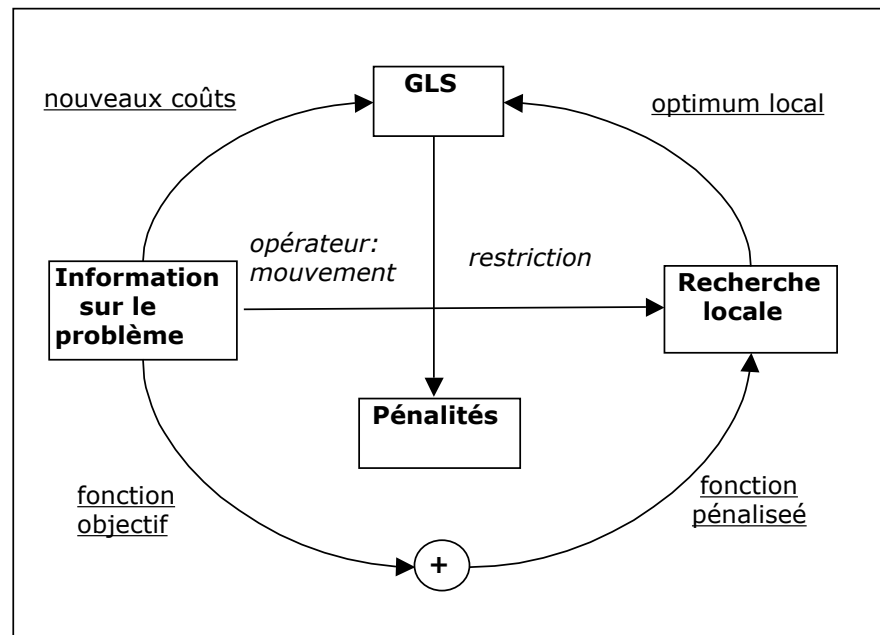 GLS
nouveaux coûts
optimum local
opérateur:
mouvement
restriction
Information
sur le
problème
Recherche
locale
Pénalités
fonction
objectif
fonction
pénaliseé
+